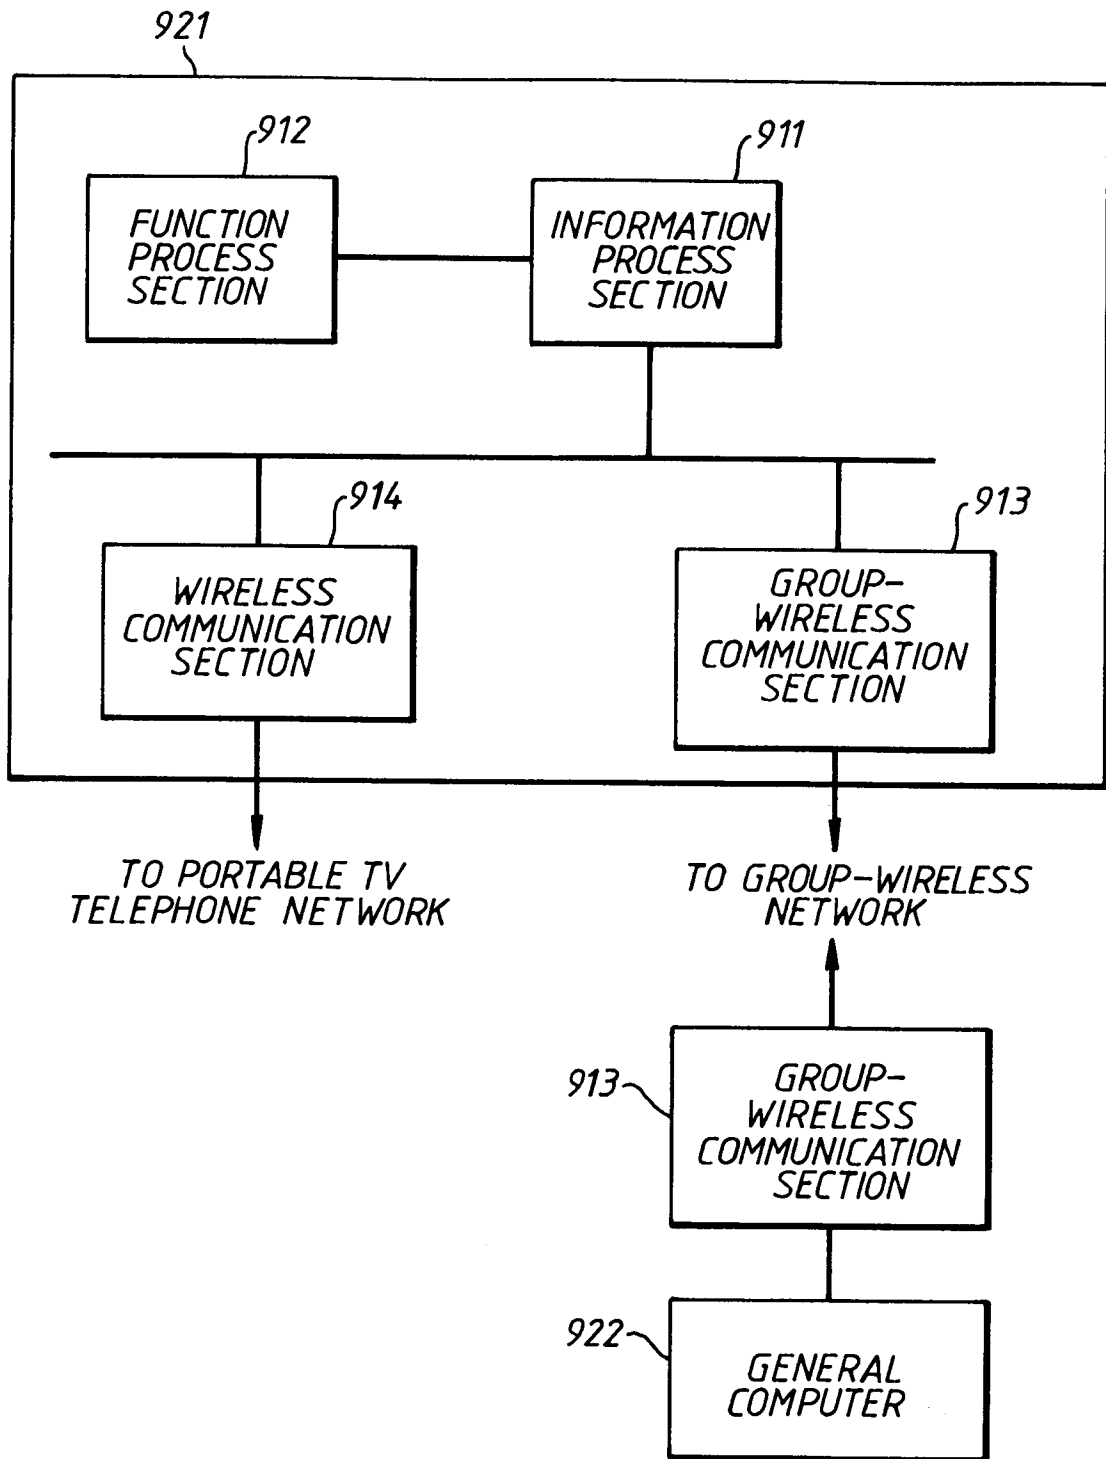 921
912
911
FUNCTION
PROCESS
SECTION
INFORMATION
PROCESS
SECTION
914
913
WIRELESS
COMMUNICATION
SECTION
GROUP-
WIRELESS
COMMUNICATION
SECTION
TO PORTABLE TV
TELEPHONE NETWORK
TO GROUP-WIRELESS
NETWORK
913
GROUP-
WIRELESS
COMMUNICATION
SECTION
922
GENERAL
COMPUTER